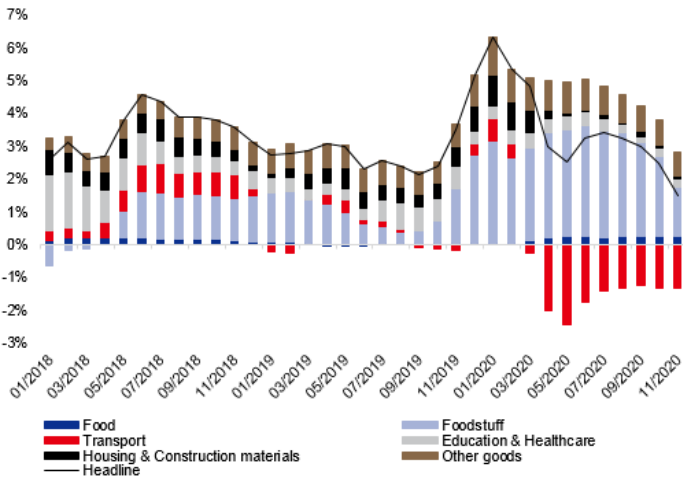 7%
6%
5%
4%
3%
2%
1%
0%
-1%
-2%
-3%
01/2018 03/2018 05/2018 07/2018 09/2018 11/2018 01/2019 03/2019 05/2019 07/2019 09/2019 11/2019 01/2020 03/2020 05/2020 07/2020 09/2020 11/2020
Food Foodstuff
Transport Education & Healthcare
Housing & Construction materials Other goods
Headline